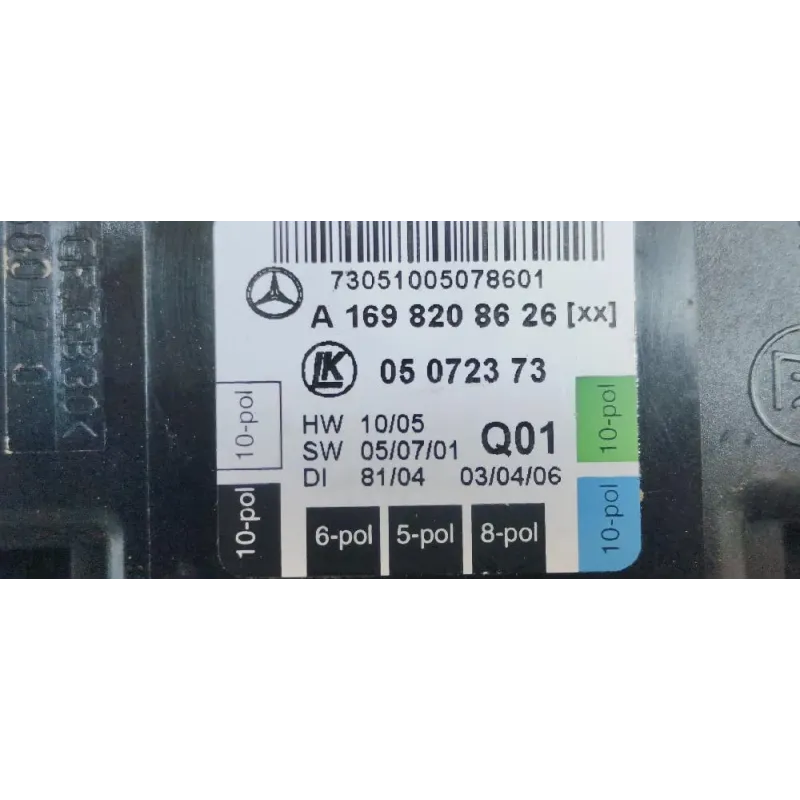 73051005078601
A 169 820 86 26 [xx]
LK 05 0723 73
HW 10/05
SW 05/07/01 Q01
DI 81/04 03/04/06
10-pol
10-pol
10-pol
10-pol
6-pol
5-pol
8-pol